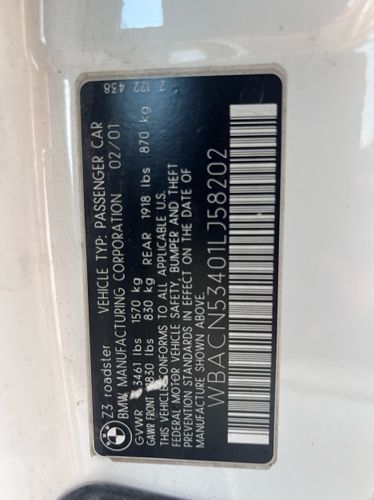 Z3 roadster
VEHICLE TYP: PASSENGER CAR
BMW MANUFACTURING CORPORATION 02/01
GVWR 3461 lbs 1570 kg
GAWR FRONT 1830 lbs 830 kg REAR 1918 lbs 870 kg
THIS VEHICLE CONFORMS TO ALL APPLICABLE U.S.
FEDERAL MOTOR VEHICLE SAFETY, BUMPER AND THEFT
PREVENTION STANDARDS IN EFFECT ON THE DATE OF
MANUFACTURE SHOWN ABOVE.
WBACN53401LJ58202
Z 122 438